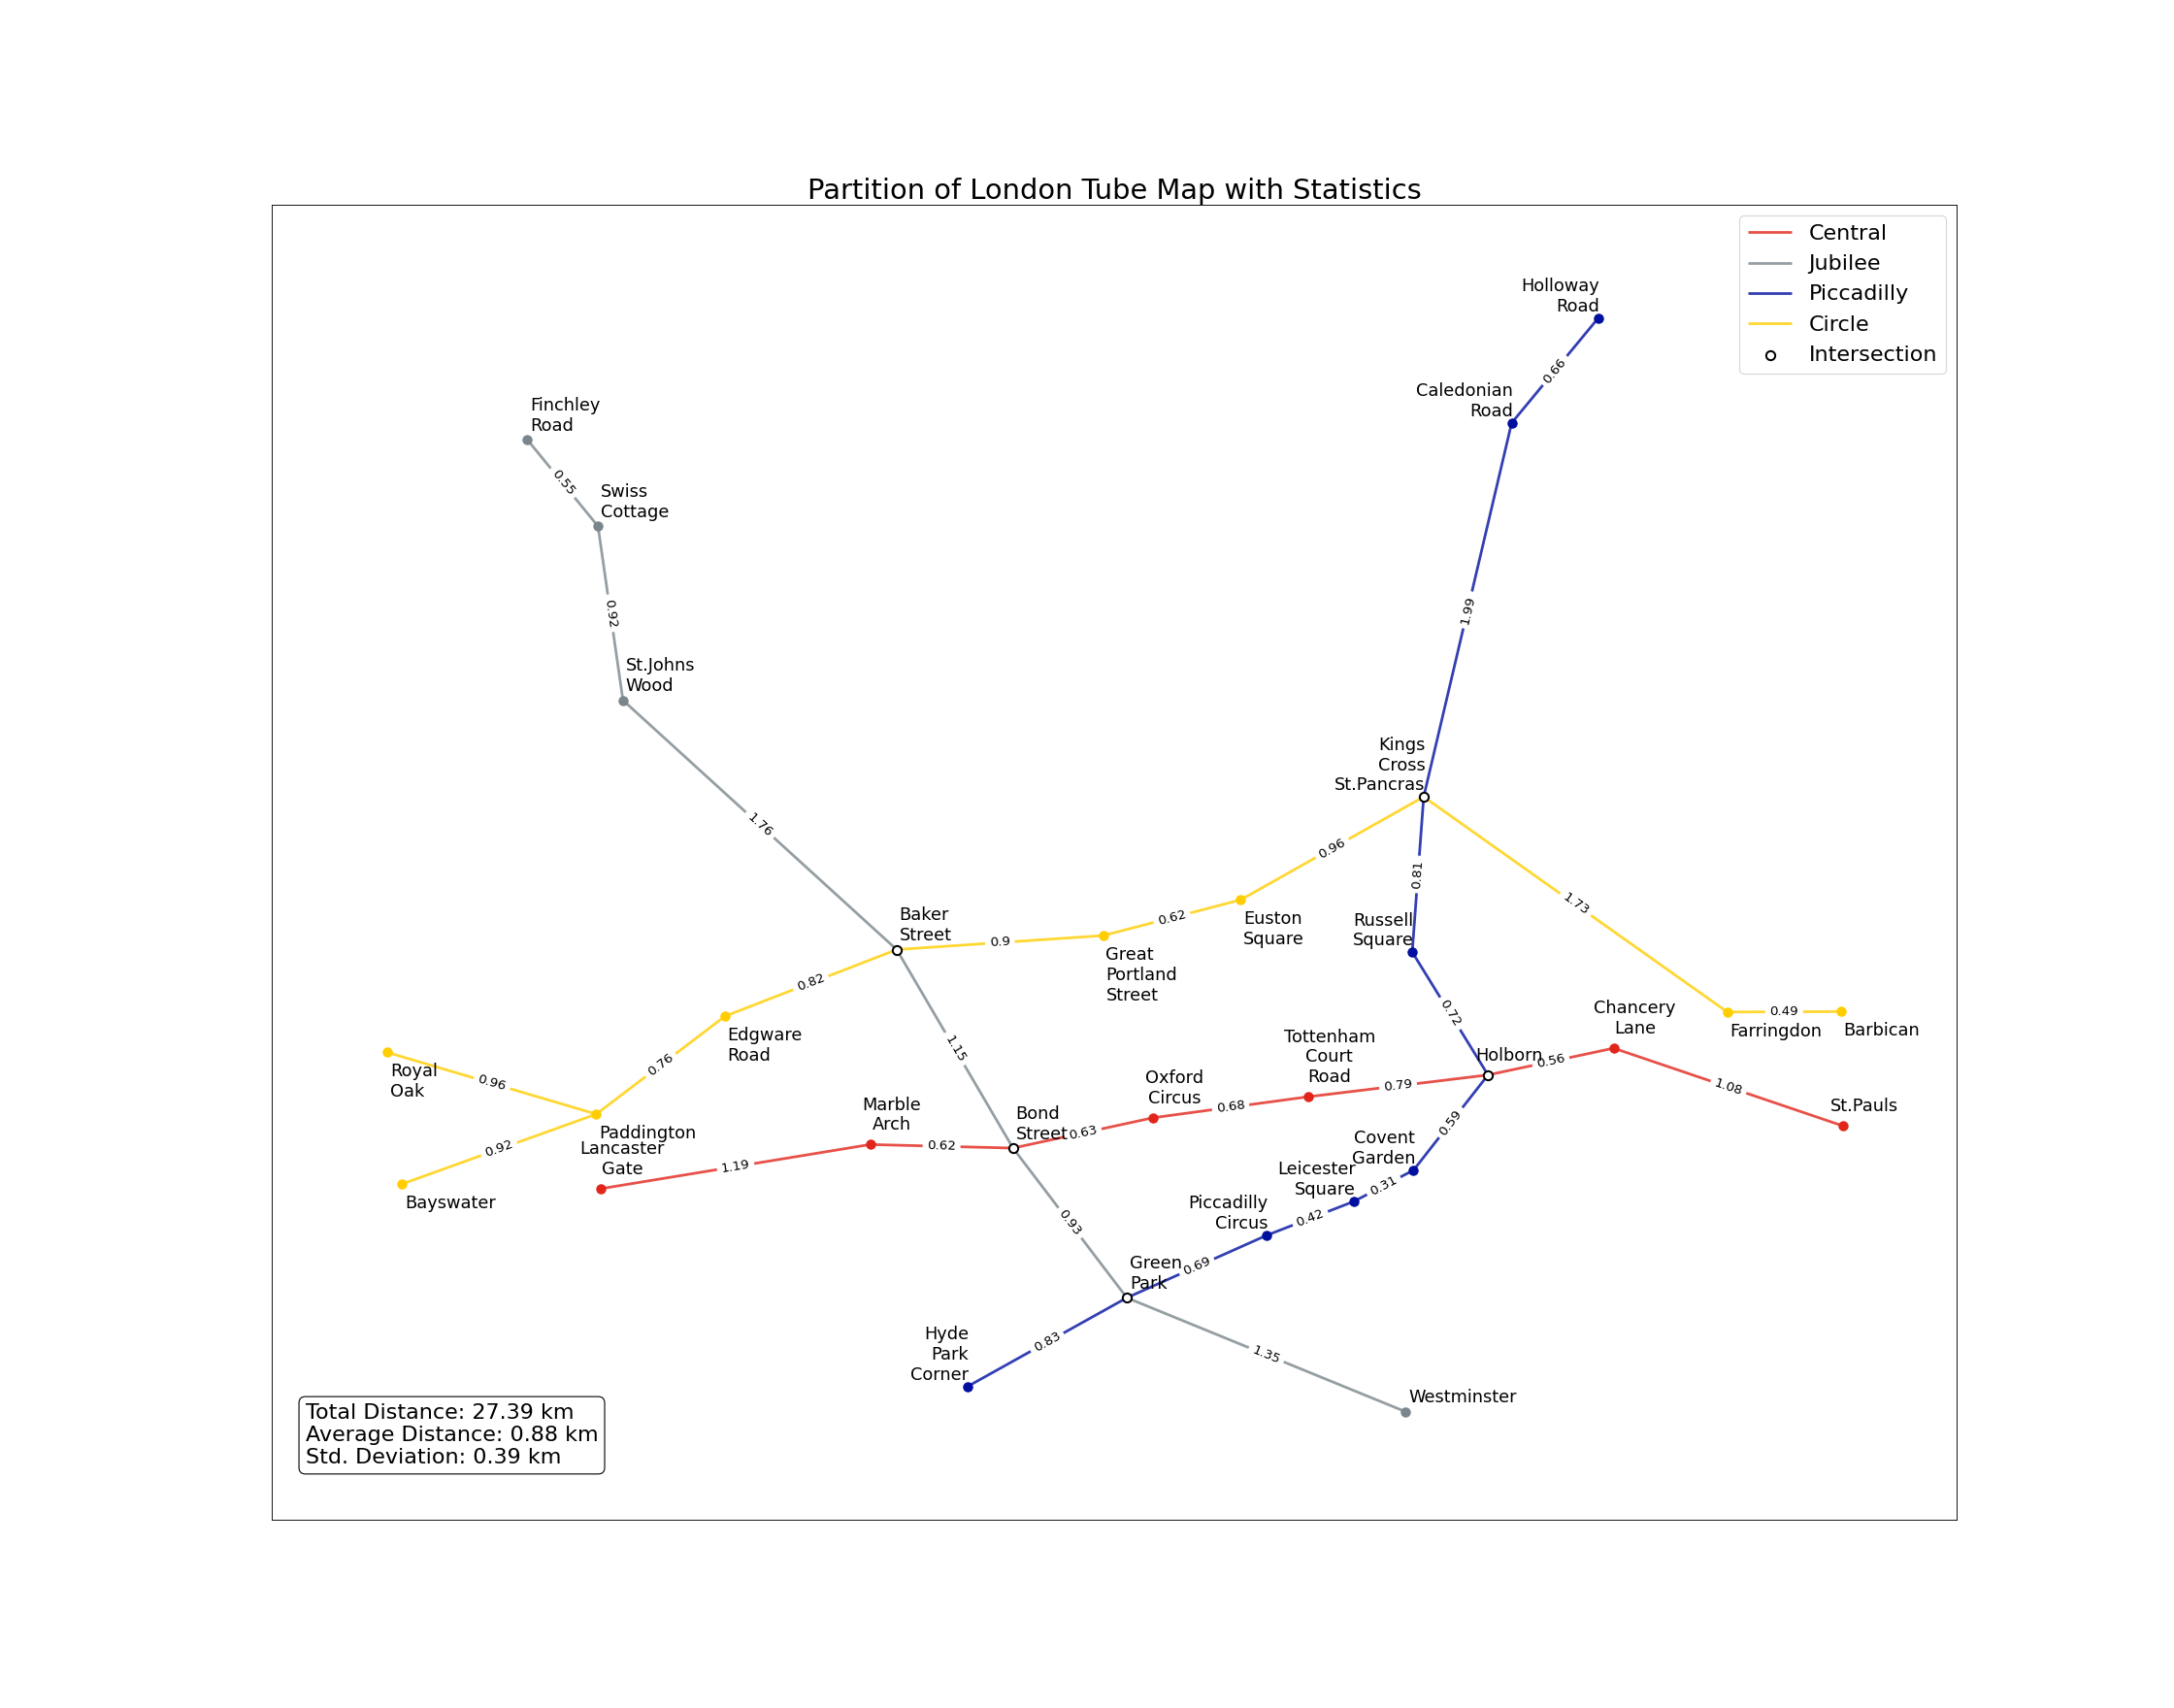 Partition of London Tube Map with Statistics
Central
Jubilee
Piccadilly
Circle
Intersection
Holloway
Road
0.66
Caledonian
Road
Finchley
Road
0.55
Swiss
Cottage
0.92
1.99
St.Johns
Wood
1.76
Kings
Cross
St.Pancras
0.96
0.81
1.73
0.62
0.9
Baker
Street
Euston
Square
Russell
Square
Great
Portland
Street
0.82
0.72
Chancery
Lane
0.49
Farringdon
Barbican
Edgware
Road
1.15
Tottenham
Court
Road
Holborn
0.56
0.76
Royal
Oak
0.96
0.79
1.08
Oxford
Circus
0.68
Marble
Arch
Bond
Street
0.63
0.59
St.Pauls
0.92
Paddington
Lancaster
Gate
1.19
0.62
Covent
Garden
Leicester
Square
0.31
Bayswater
Piccadilly
Circus
0.42
0.93
Green
Park
0.69
Hyde
Park
Corner
0.83
1.35
Westminster
Total Distance: 27.39 km
Average Distance: 0.88 km
Std. Deviation: 0.39 km